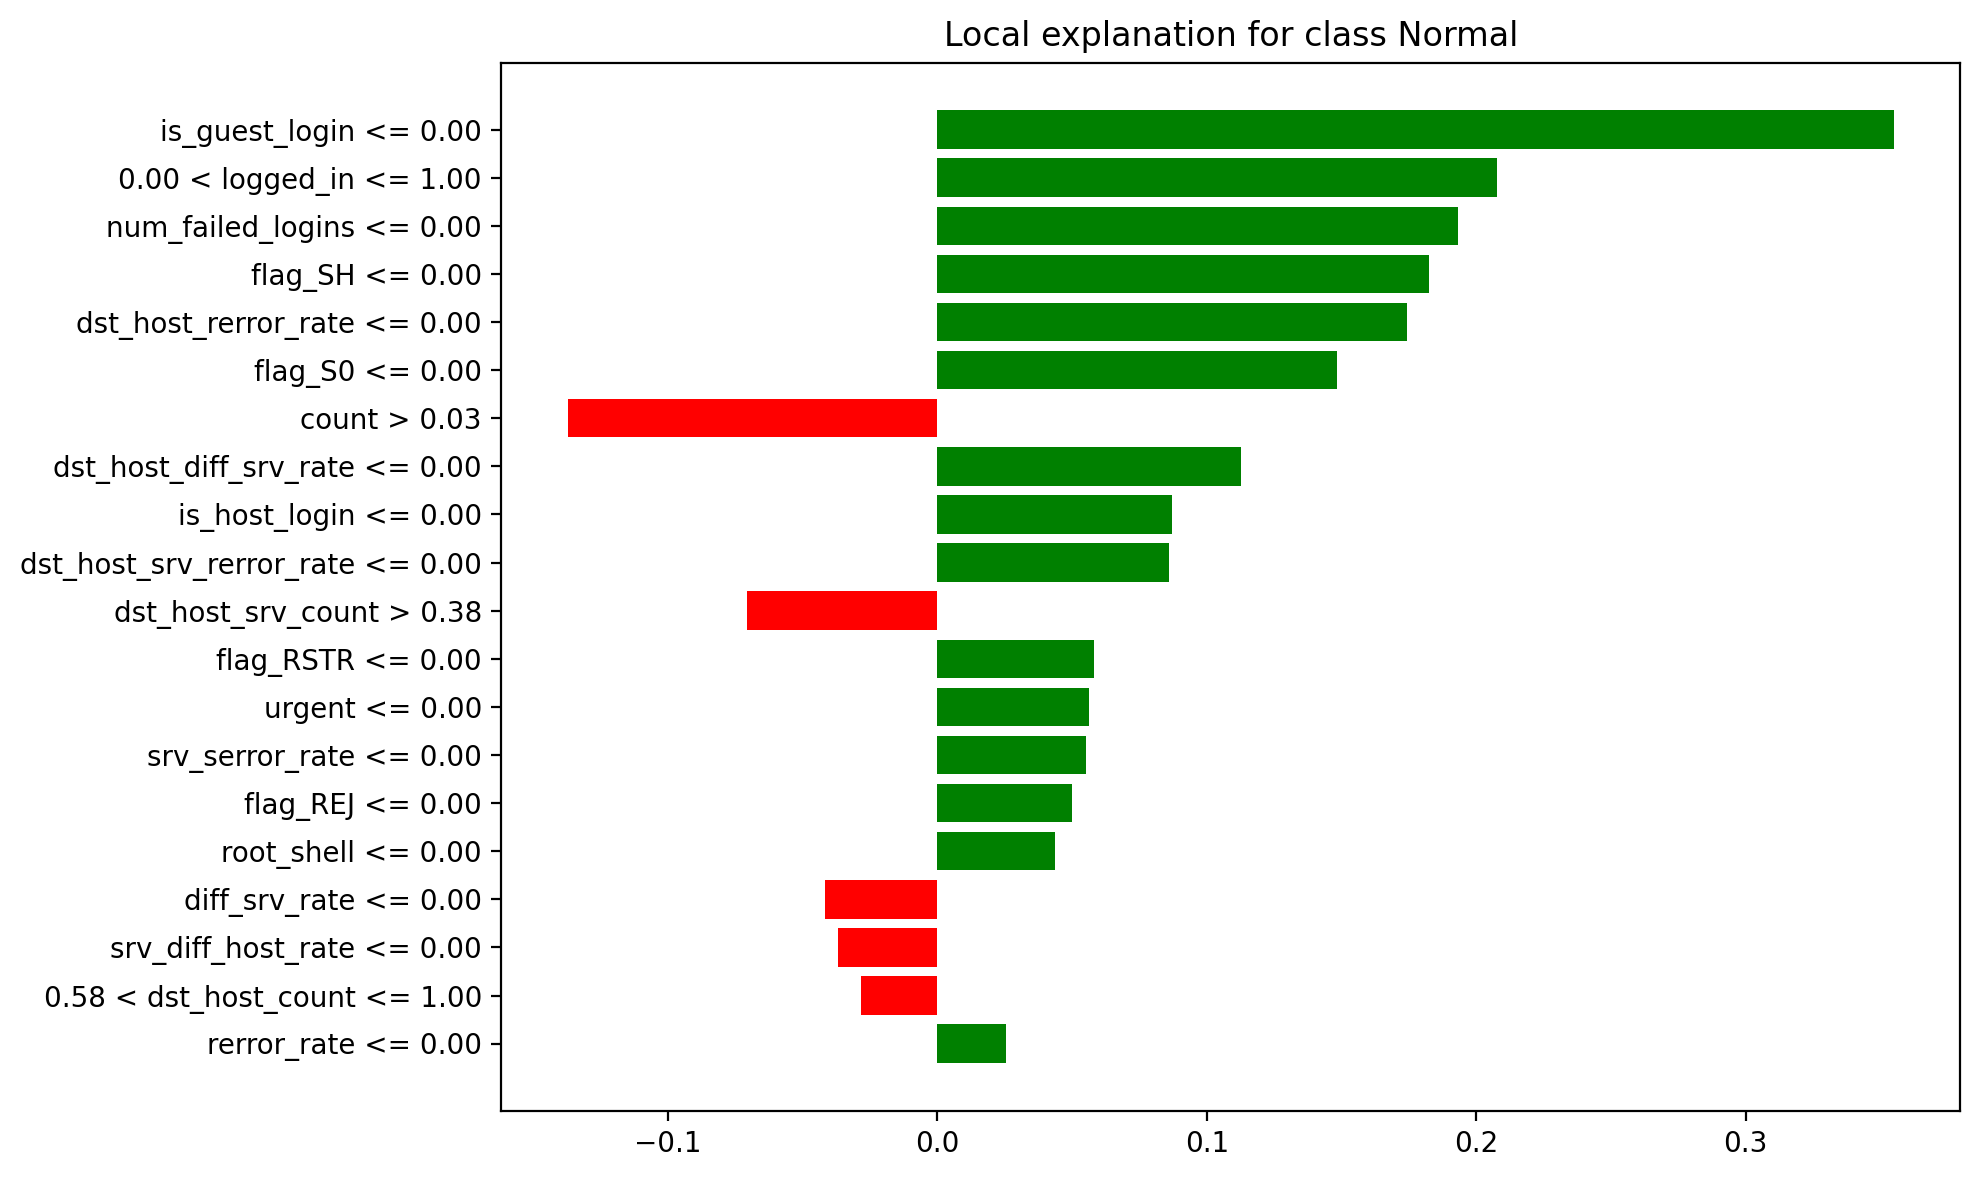 Local explanation for class Normal
is_guest_login <= 0.00
0.00 < logged_in <= 1.00
num_failed_logins <= 0.00
flag_SH <= 0.00
dst_host_rerror_rate <= 0.00
flag_S0 <= 0.00
count > 0.03
dst_host_diff_srv_rate <= 0.00
is_host_login <= 0.00
dst_host_srv_rerror_rate <= 0.00
dst_host_srv_count > 0.38
flag_RSTR <= 0.00
urgent <= 0.00
srv_serror_rate <= 0.00
flag_REJ <= 0.00
root_shell <= 0.00
diff_srv_rate <= 0.00
srv_diff_host_rate <= 0.00
0.58 < dst_host_count <= 1.00
rerror_rate <= 0.00
−0.1 0.0 0.1 0.2 0.3